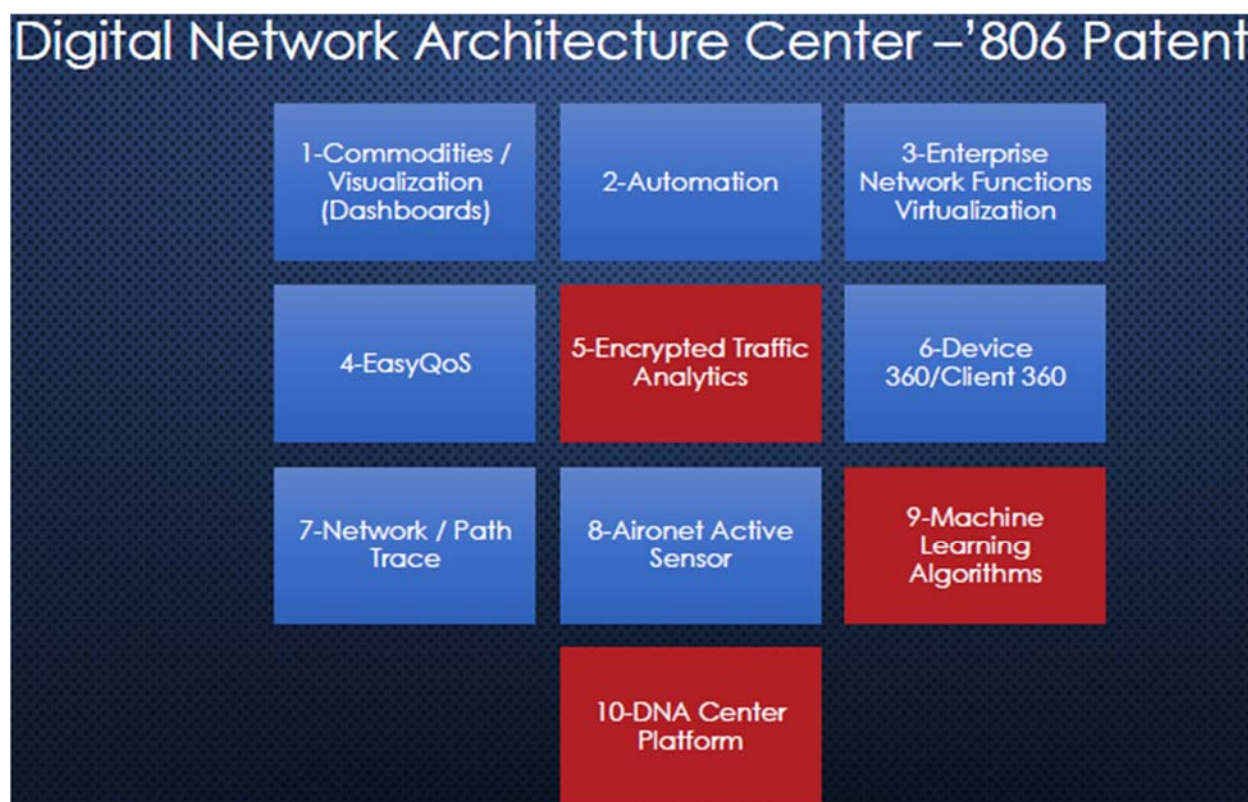 Digital Network Architecture Center –’806 Patent
1-Commodities /
Visualization
(Dashboards)
2-Automation
3-Enterprise
Network Functions
Virtualization
4-EasyQoS
5-Encrypted Traffic
Analytics
6-Device
360/Client 360
7-Network / Path
Trace
8-Aironet Active
Sensor
9-Machine
Learning
Algorithms
10-DNA Center
Platform